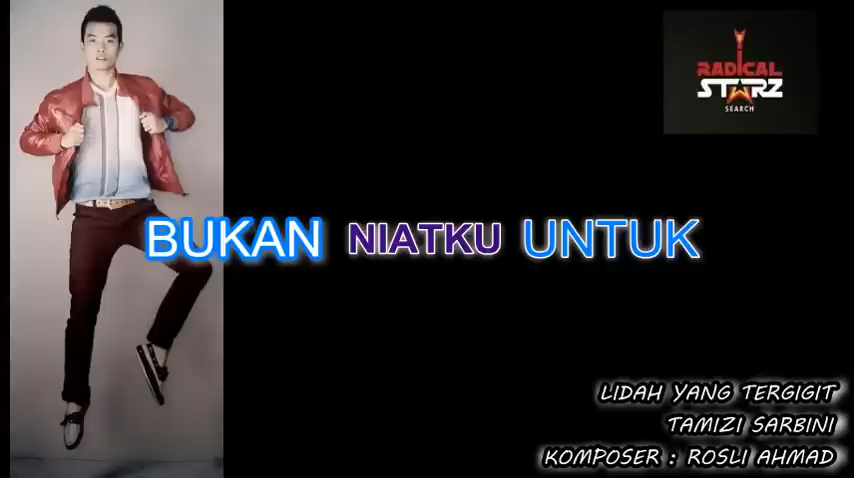 RADICAL
STARZ
SEARCH
BUKAN NIATKU UNTUK
LIDAH YANG TERGIGIT
TAMIZI SARBINI
KOMPOSER : ROSLI AHMAD